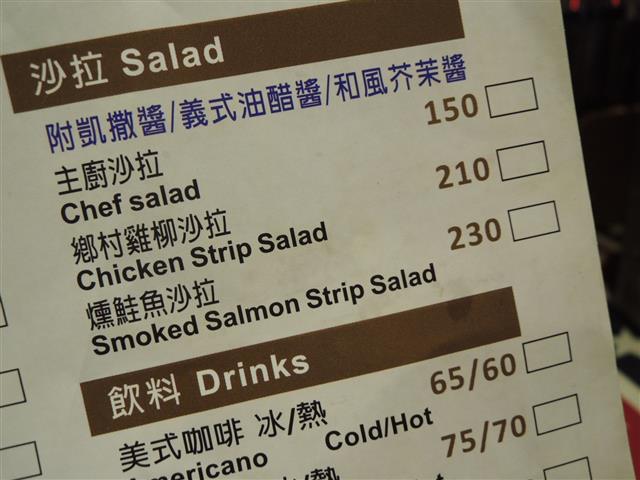 沙拉 Salad
附凱撒醬/義式油醋醬/和風芥茉醬
主廚沙拉 150
Chef salad
鄉村雞柳沙拉 210
Chicken Strip Salad
燻鮭魚沙拉 230
Smoked Salmon Strip Salad
飲料 Drinks
美式咖啡 冰/熱 65/60
Americano Cold/Hot
冰/熱 75/70